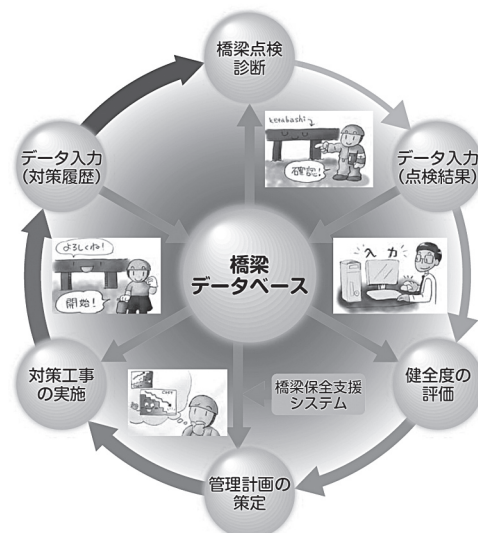 橋梁点検
診断
データ入力
(点検結果)
健全度の
評価
管理計画の
策定
対策工事
の実施
データ入力
(対策履歴)
橋梁
データベース
橋梁保全支援
システム
kenobashi
確認!
入力
よろしくね!
開始!